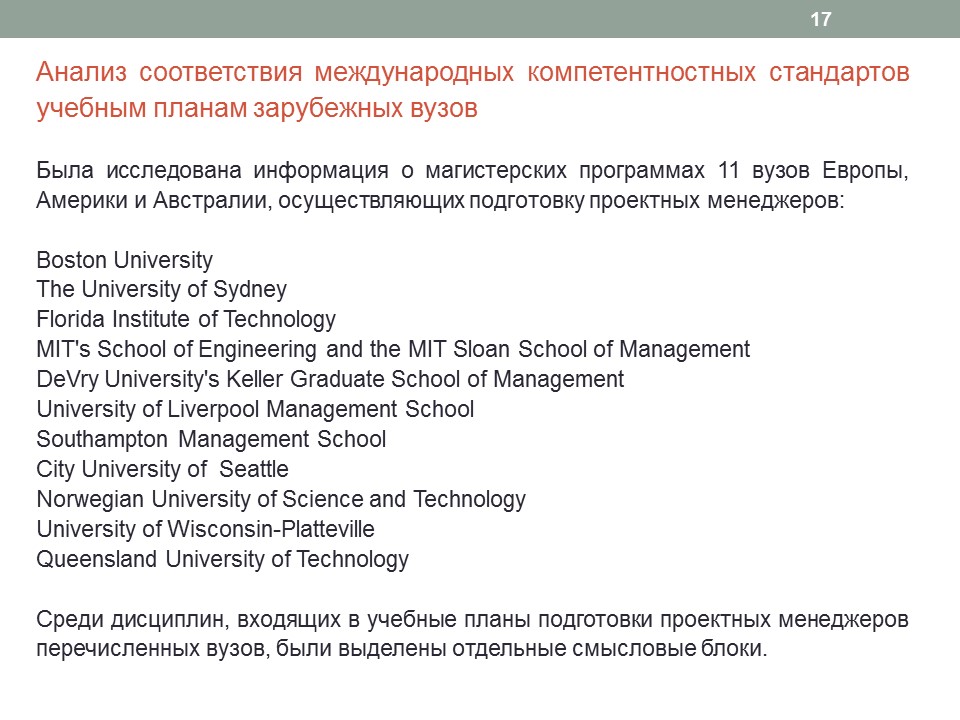 17
Анализ соответствия международных компетентностных стандартов
учебным планам зарубежных вузов
Была исследована информация о магистерских программах 11 вузов Европы,
Америки и Австралии, осуществляющих подготовку проектных менеджеров:
Boston University
The University of Sydney
Florida Institute of Technology
MIT's School of Engineering and the MIT Sloan School of Management
DeVry University's Keller Graduate School of Management
University of Liverpool Management School
Southampton Management School
City University of Seattle
Norwegian University of Science and Technology
University of Wisconsin-Platteville
Queensland University of Technology
Среди дисциплин, входящих в учебные планы подготовки проектных менеджеров
перечисленных вузов, были выделены отдельные смысловые блоки.